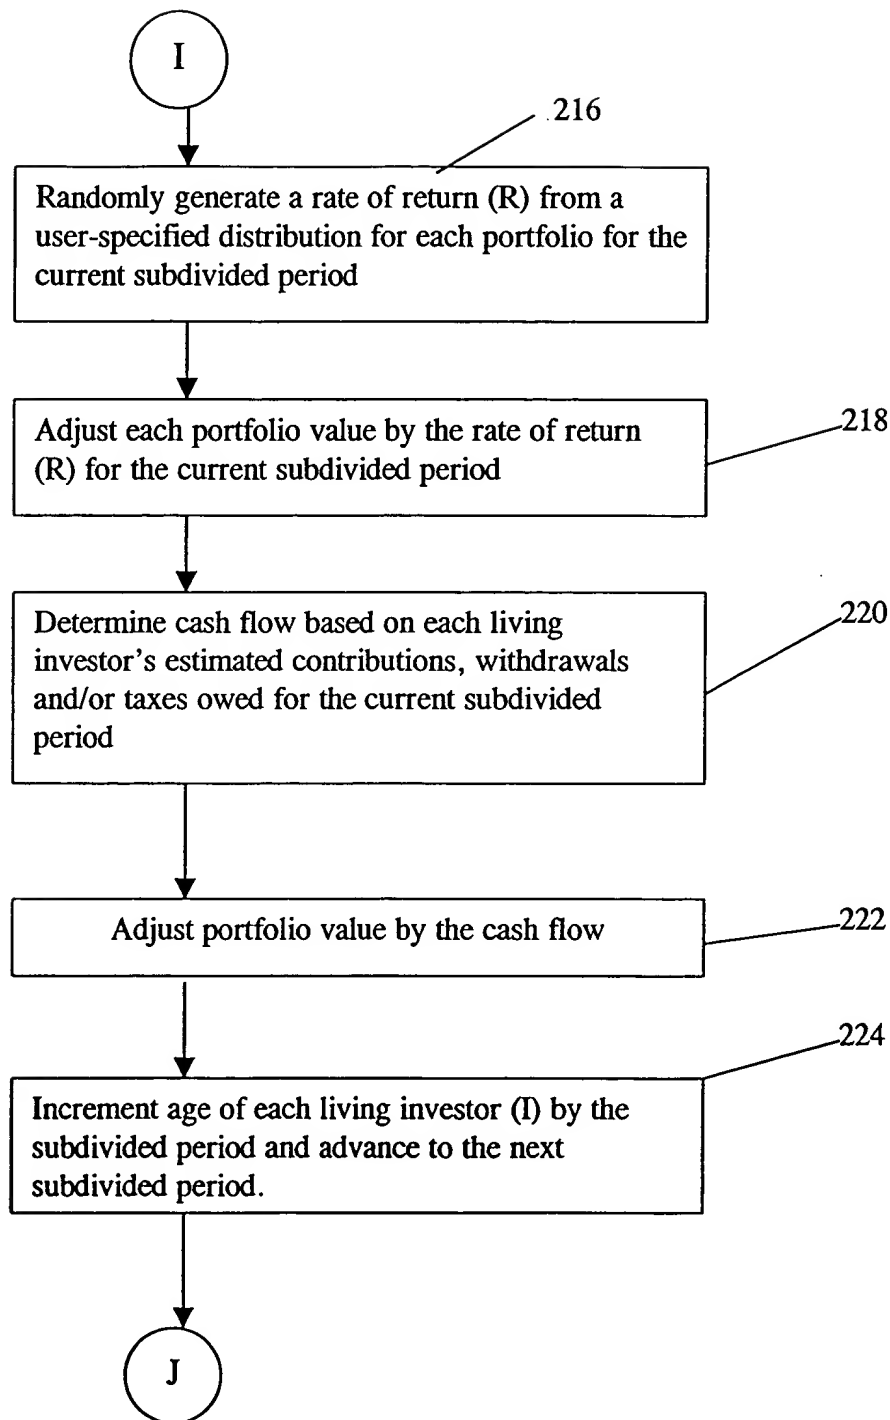 I
216
Randomly generate a rate of return (R) from a
user-specified distribution for each portfolio for the
current subdivided period
218
Adjust each portfolio value by the rate of return
(R) for the current subdivided period
220
Determine cash flow based on each living
investor's estimated contributions, withdrawals
and/or taxes owed for the current subdivided
period
222
Adjust portfolio value by the cash flow
224
Increment age of each living investor (I) by the
subdivided period and advance to the next
subdivided period.
J